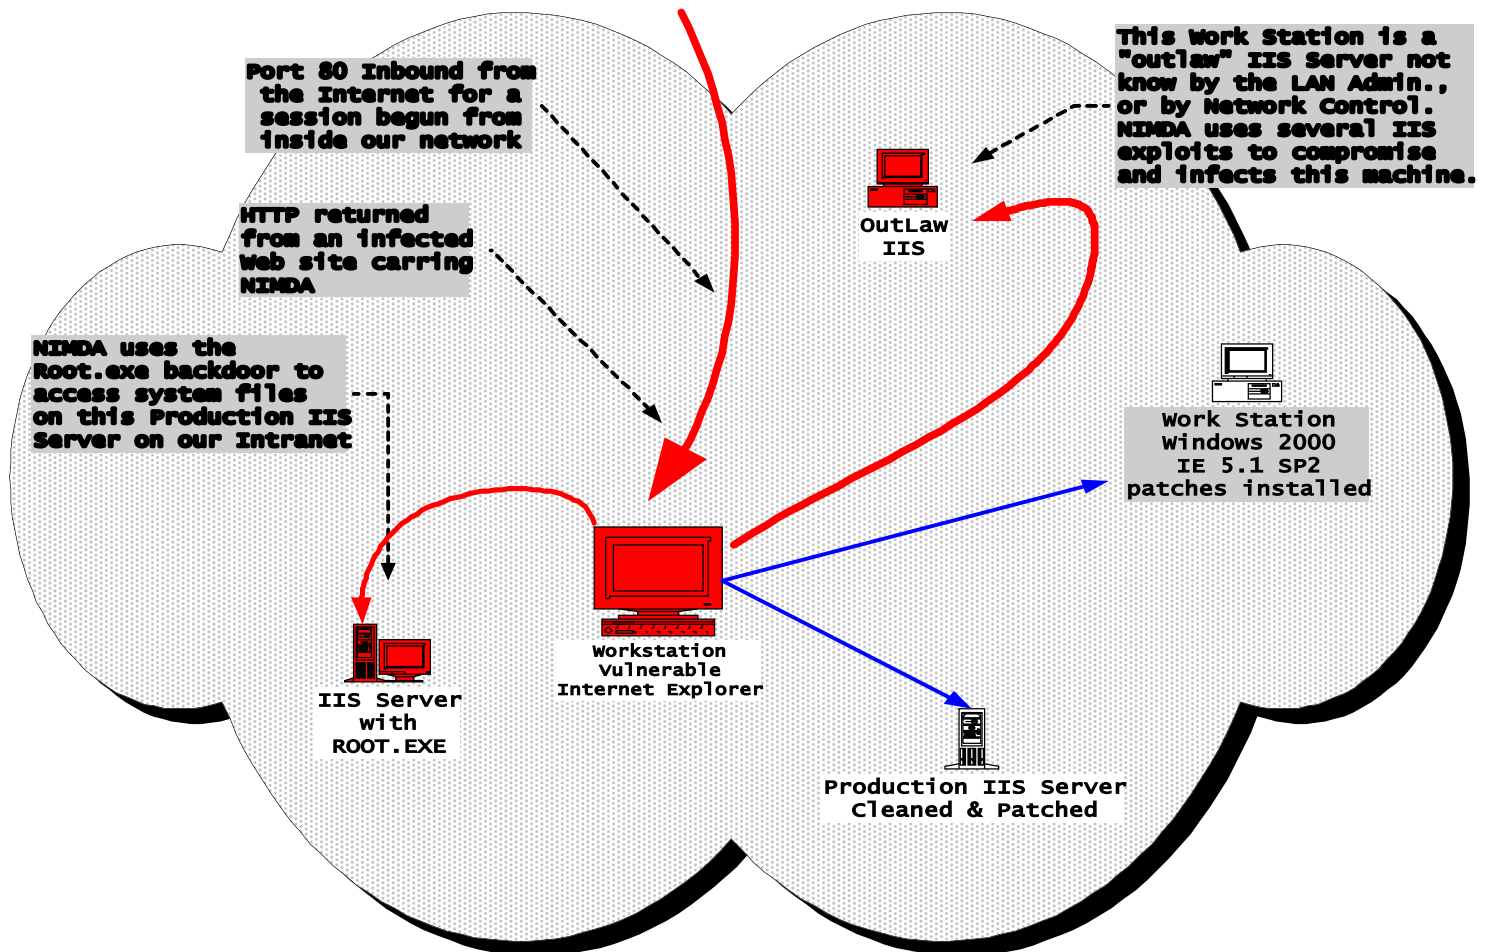 Port 80 Inbound from
the Internet for a
session begun from
inside our network
This Work Station is a
"outlaw" IIS Server not
know by the LAN Admin.,
or by Network Control.
NIMDA uses several IIS
exploits to compromise
and infects this machine.
HTTP returned
from an infected
Web site carring
NIMDA
OutLaw
IIS
NIMDA uses the
Root.exe backdoor to
access system files
on this Production IIS
Server on our Intranet
Work Station
Windows 2000
IE 5.1 SP2
patches installed
Workstation
Vulnerable
Internet Explorer
IIS Server
with
ROOT.EXE
Production IIS Server
Cleaned & Patched